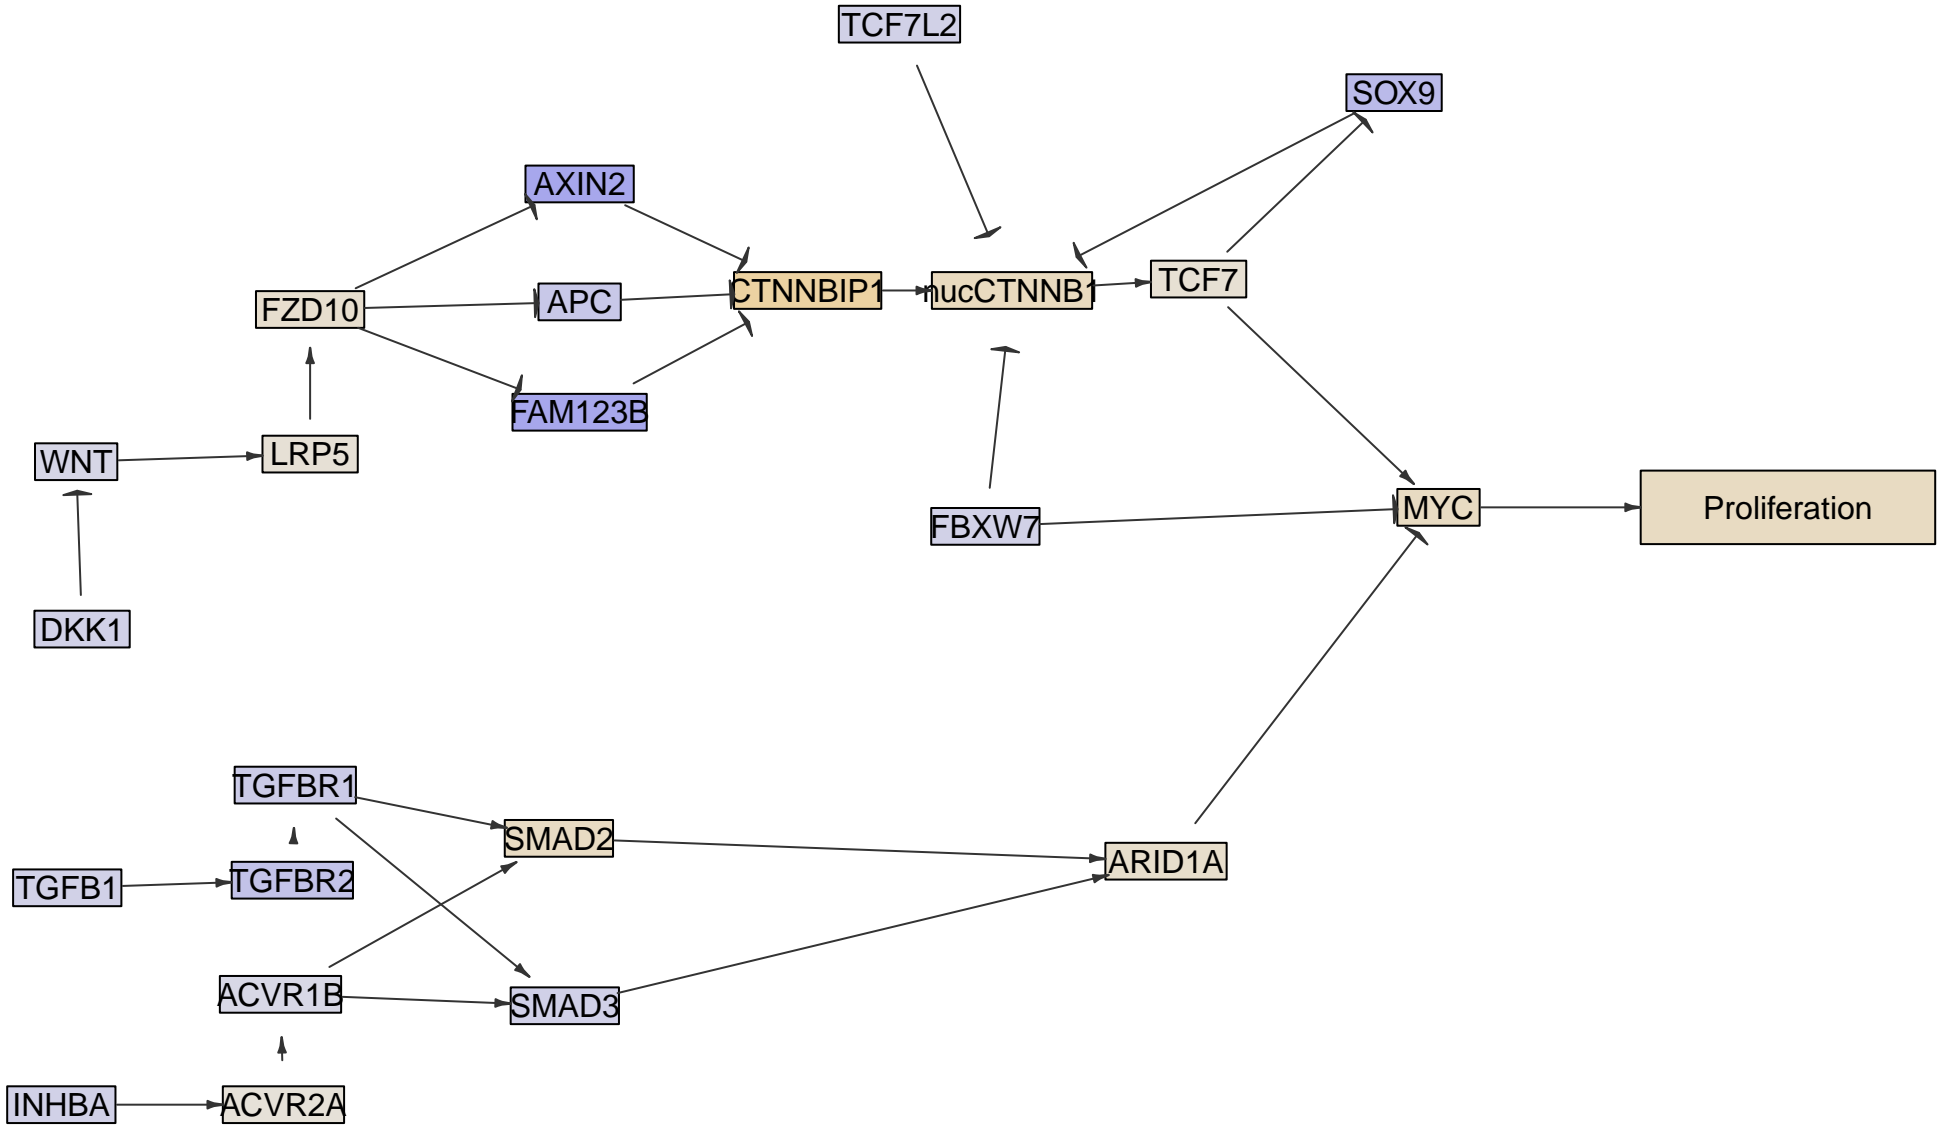 TCF7L2
SOX9
AXIN2
CTNNBIP1
nucCTNNB1
TCF7
FZD10
APC
FAM123B
WNT
LRP5
FBXW7
MYC
Proliferation
DKK1
TGFBR1
SMAD2
ARID1A
TGFB1
TGFBR2
ACVR1B
SMAD3
INHBA
ACVR2A